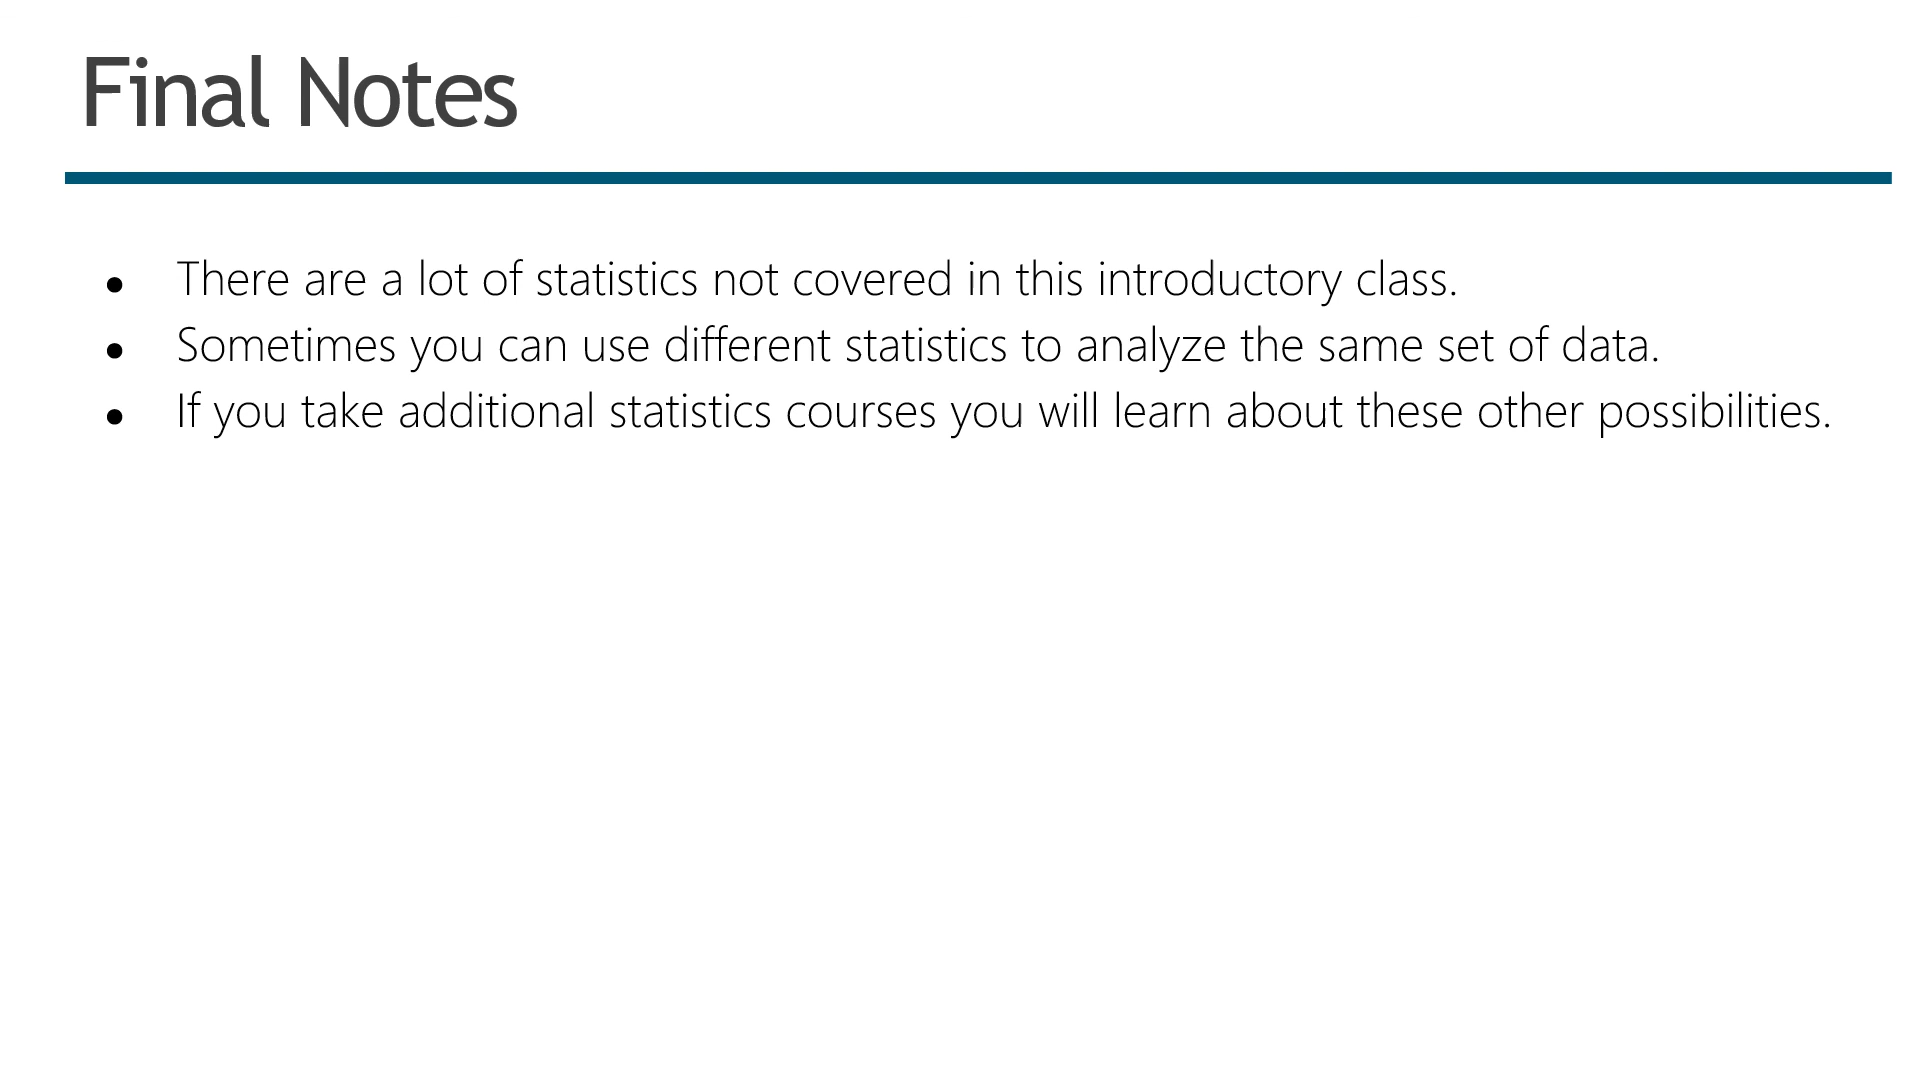 Final Notes
● There are a lot of statistics not covered in this introductory class.
● Sometimes you can use different statistics to analyze the same set of data.
● If you take additional statistics courses you will learn about these other possibilities.